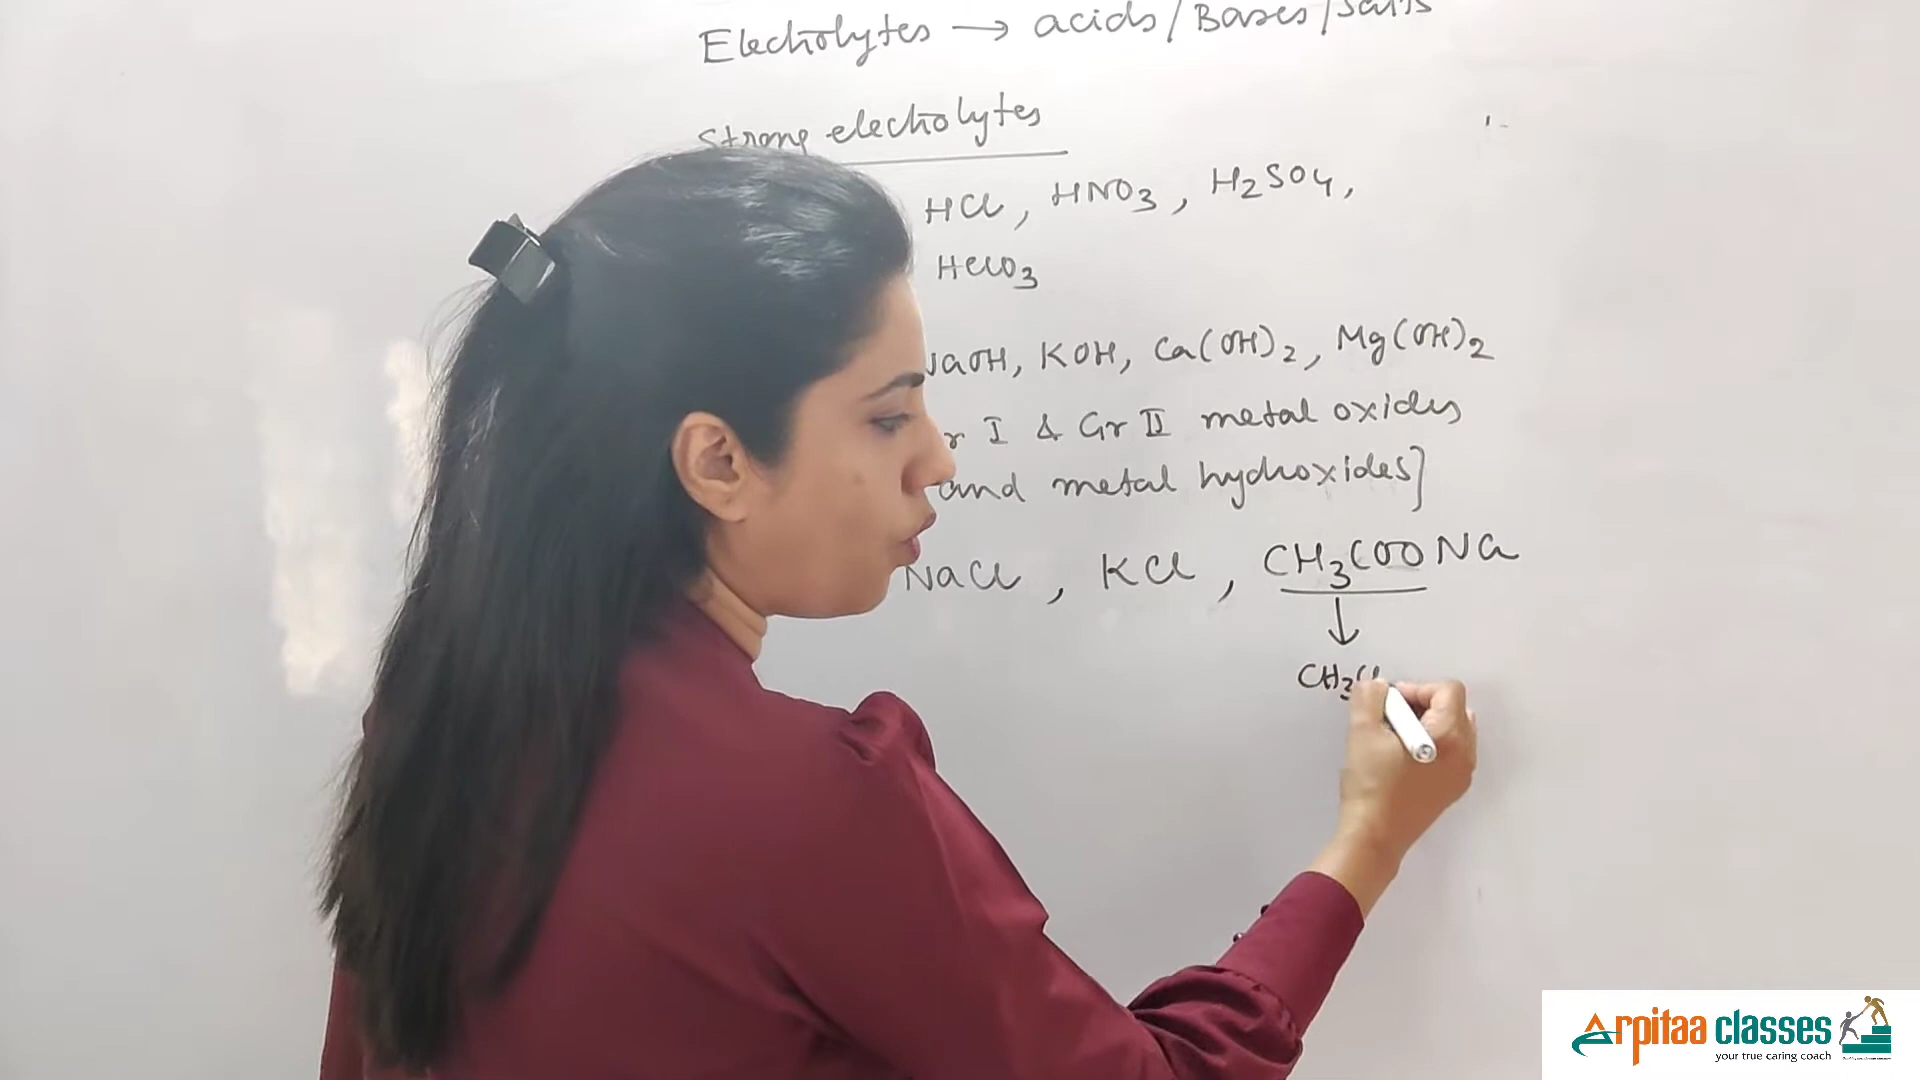 Electrolytes → acids/Bases/Salts
Strong electrolytes
HCl, HNO3, H2SO4,
HClO3
NaOH, KOH, Ca(OH)2, Mg(OH)2
r I & Gr II metal oxides
and metal hydroxides]
NaCl, KCl, CH3COONa
↓
CH3C
Arpitaa classes
your true caring coach